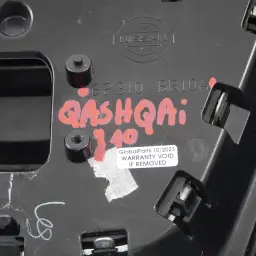 NISSAN
62310 BR10A
QASHQAi
J10
GlobalParts 10/2023
WARRANTY VOID
IF REMOVED